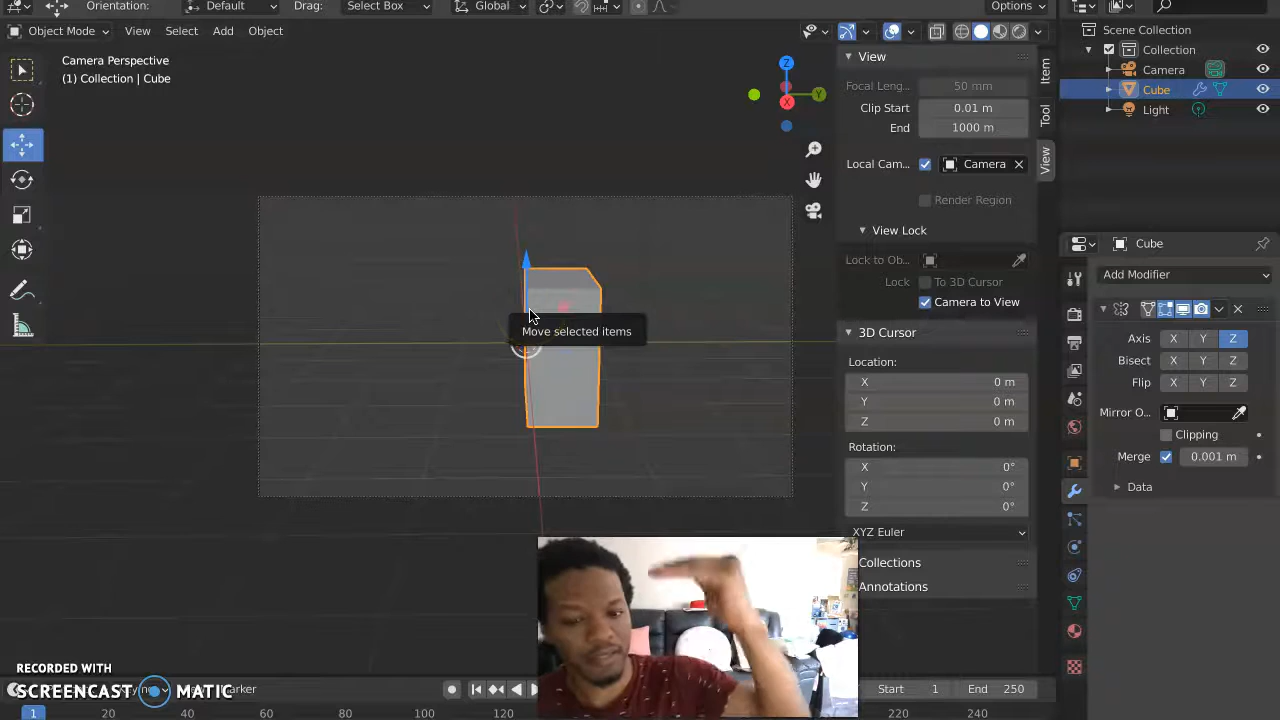 Orientation: Default Drag: Select Box Global Options
Object Mode View Select Add Object
Camera Perspective
(1) Collection | Cube
Z
Y
X
Move selected items
View
Focal Leng... 50 mm
Clip Start 0.01 m
End 1000 m
Local Cam... Camera
Render Region
View Lock
Lock to Ob...
Lock To 3D Cursor
Camera to View
3D Cursor
Location:
X 0 m
Y 0 m
Z 0 m
Rotation:
X 0°
Y 0°
Z 0°
XYZ Euler
Collections
Annotations
Item
Tool
View
Scene Collection
Collection
Camera
Cube
Light
Cube
Add Modifier
Axis X Y Z
Bisect X Y Z
Flip X Y Z
Mirror O...
Clipping
Merge 0.001 m
Data
RECORDED WITH
SCREENCAST MATIC
Marker
Start 1 End 250
1 20 40 60 80 100 120 220 240